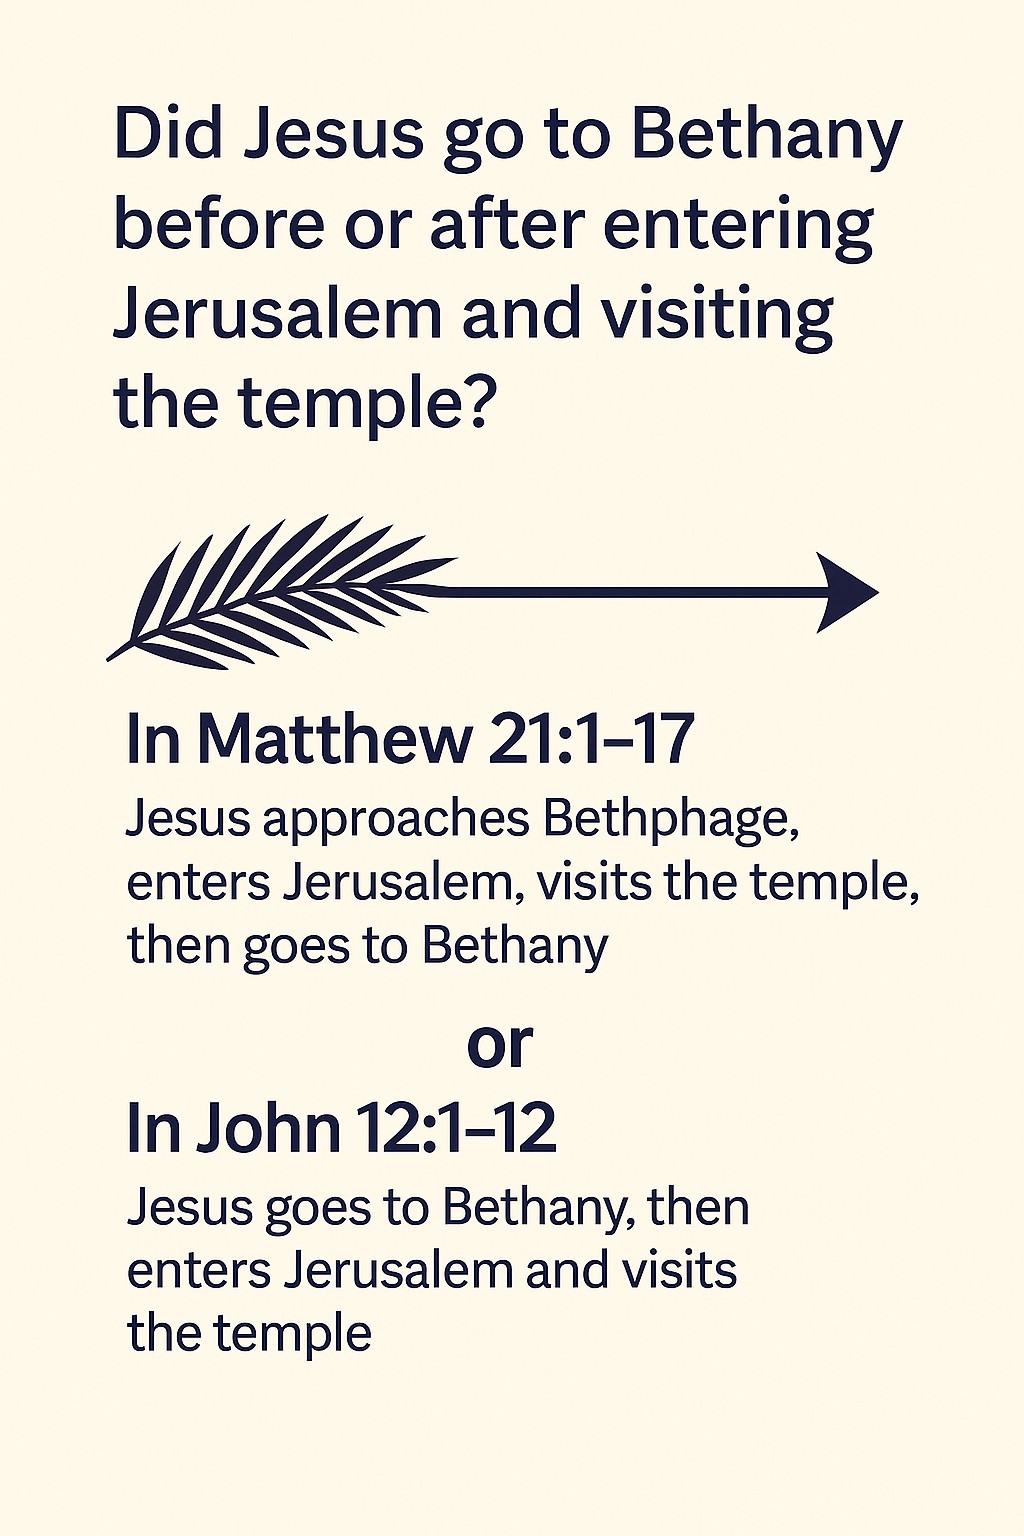 Did Jesus go to Bethany
before or after entering
Jerusalem and visiting
the temple?
In Matthew 21:1–17
Jesus approaches Bethphage,
enters Jerusalem, visits the temple,
then goes to Bethany
or
In John 12:1–12
Jesus goes to Bethany, then
enters Jerusalem and visits
the temple